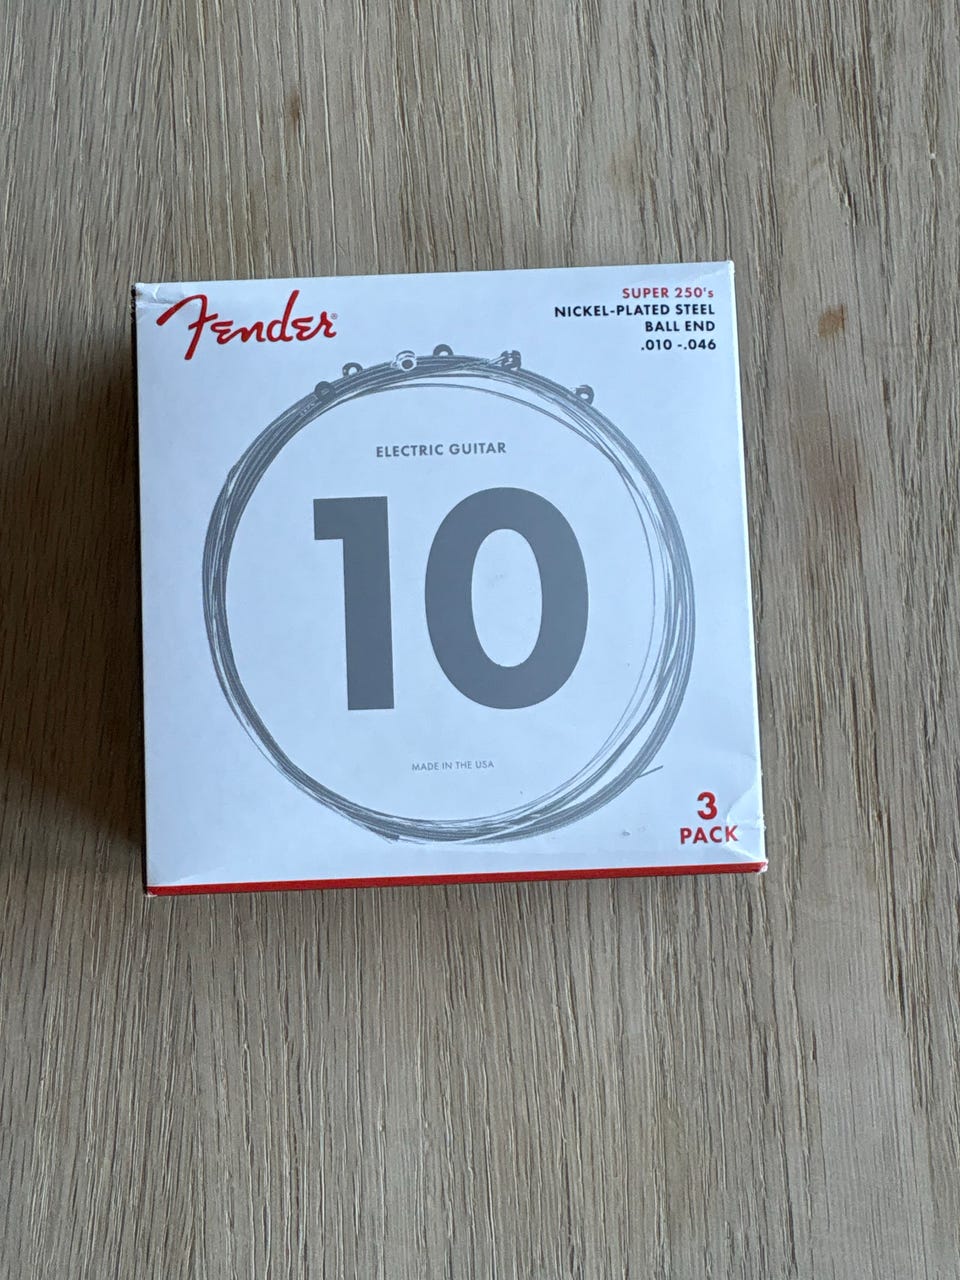 Fender®
SUPER 250's
NICKEL-PLATED STEEL
BALL END
.010 -.046
ELECTRIC GUITAR
10
MADE IN THE USA
3
PACK